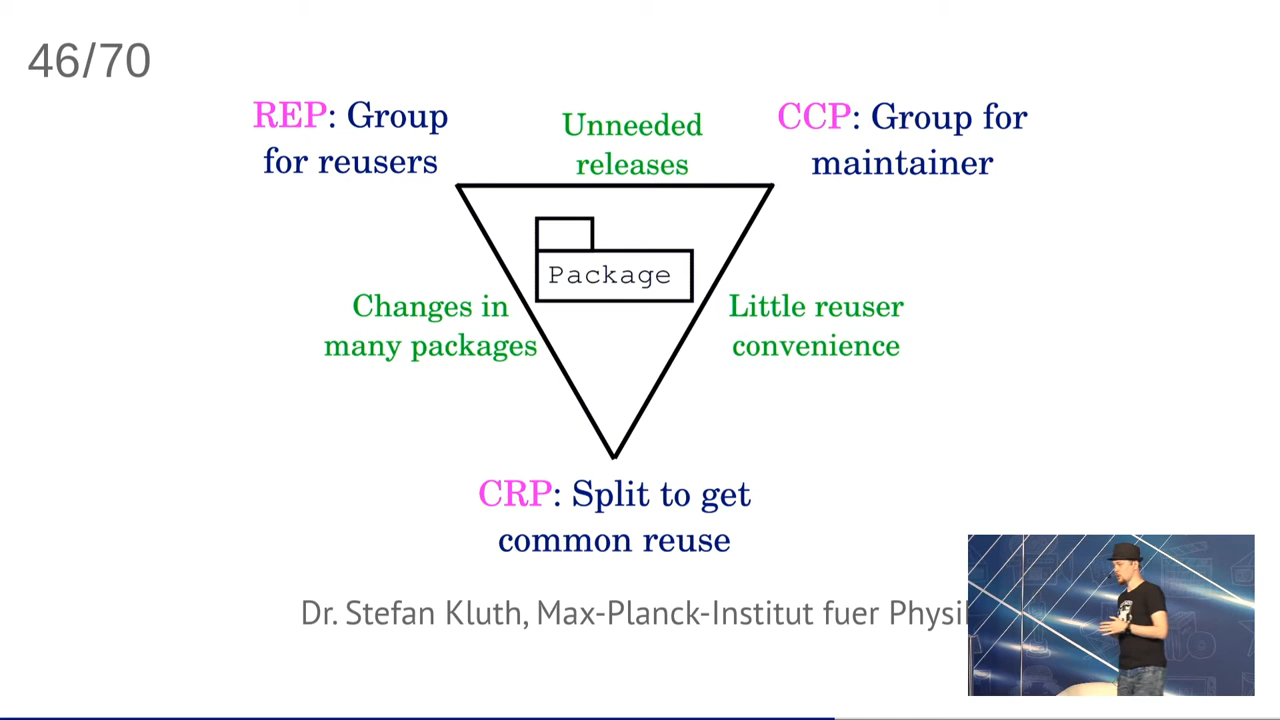 46/70
REP: Group
for reusers
Unneeded
releases
CCP: Group for
maintainer
Package
Changes in
many packages
Little reuser
convenience
CRP: Split to get
common reuse
Dr. Stefan Kluth, Max-Planck-Institut fuer Physik